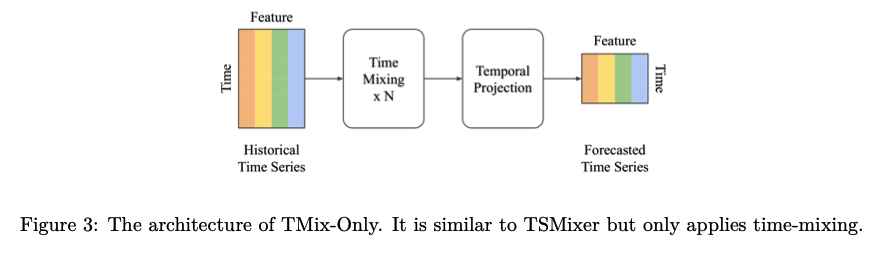 Feature
Time
Historical
Time Series
Time
Mixing
x N
Temporal
Projection
Feature
Time
Forecasted
Time Series
Figure 3: The architecture of TMix-Only. It is similar to TSMixer but only applies time-mixing.